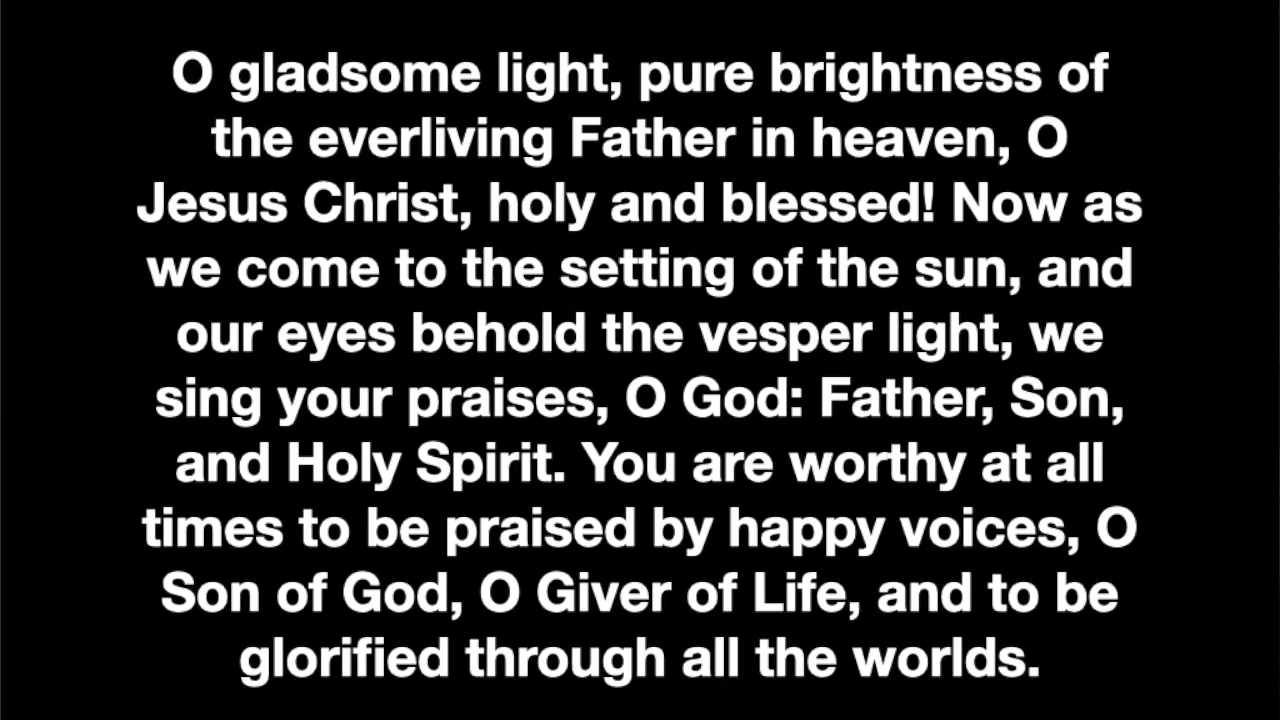 O gladsome light, pure brightness of
the everliving Father in heaven, O
Jesus Christ, holy and blessed! Now as
we come to the setting of the sun, and
our eyes behold the vesper light, we
sing your praises, O God: Father, Son,
and Holy Spirit. You are worthy at all
times to be praised by happy voices, O
Son of God, O Giver of Life, and to be
glorified through all the worlds.